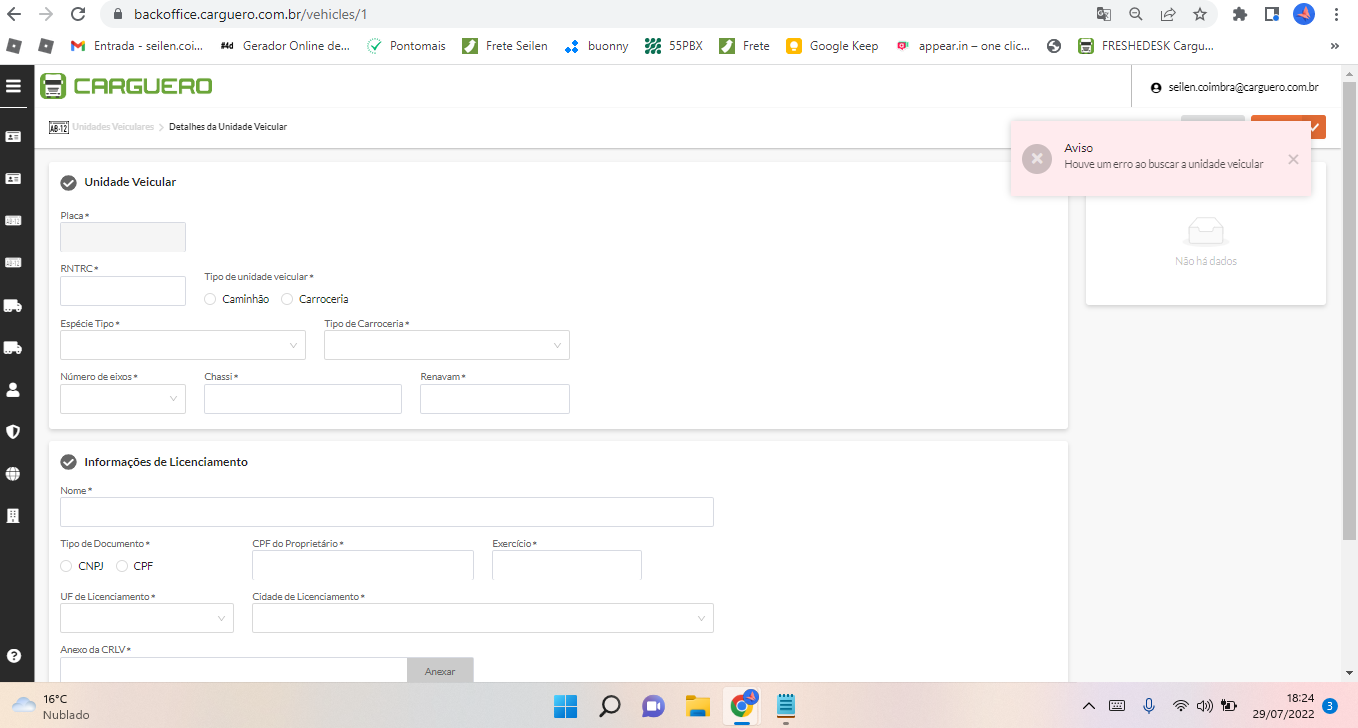 backoffice.carguero.com.br/vehicles/1
Entrada - seilen.coi... #4d Gerador Online de... Pontomais Frete Seilen buonny 55PBX Frete Google Keep appear.in – one clic... FRESHEDESK Cargu... »
CARGUERO
seilen.coimbra@carguero.com.br
AB·12 Unidades Veiculares > Detalhes da Unidade Veicular
Aviso
Houve um erro ao buscar a unidade veicular
Unidade Veicular
Placa *
Não há dados
RNTRC *
Tipo de unidade veicular *
Caminhão Carroceria
Espécie Tipo * Tipo de Carroceria *
Número de eixos * Chassi * Renavam *
Informações de Licenciamento
Nome *
Tipo de Documento * CPF do Proprietário * Exercício *
CNPJ CPF
UF de Licenciamento * Cidade de Licenciamento *
Anexo da CRLV *
Anexar
16°C
Nublado
18:24
29/07/2022
3